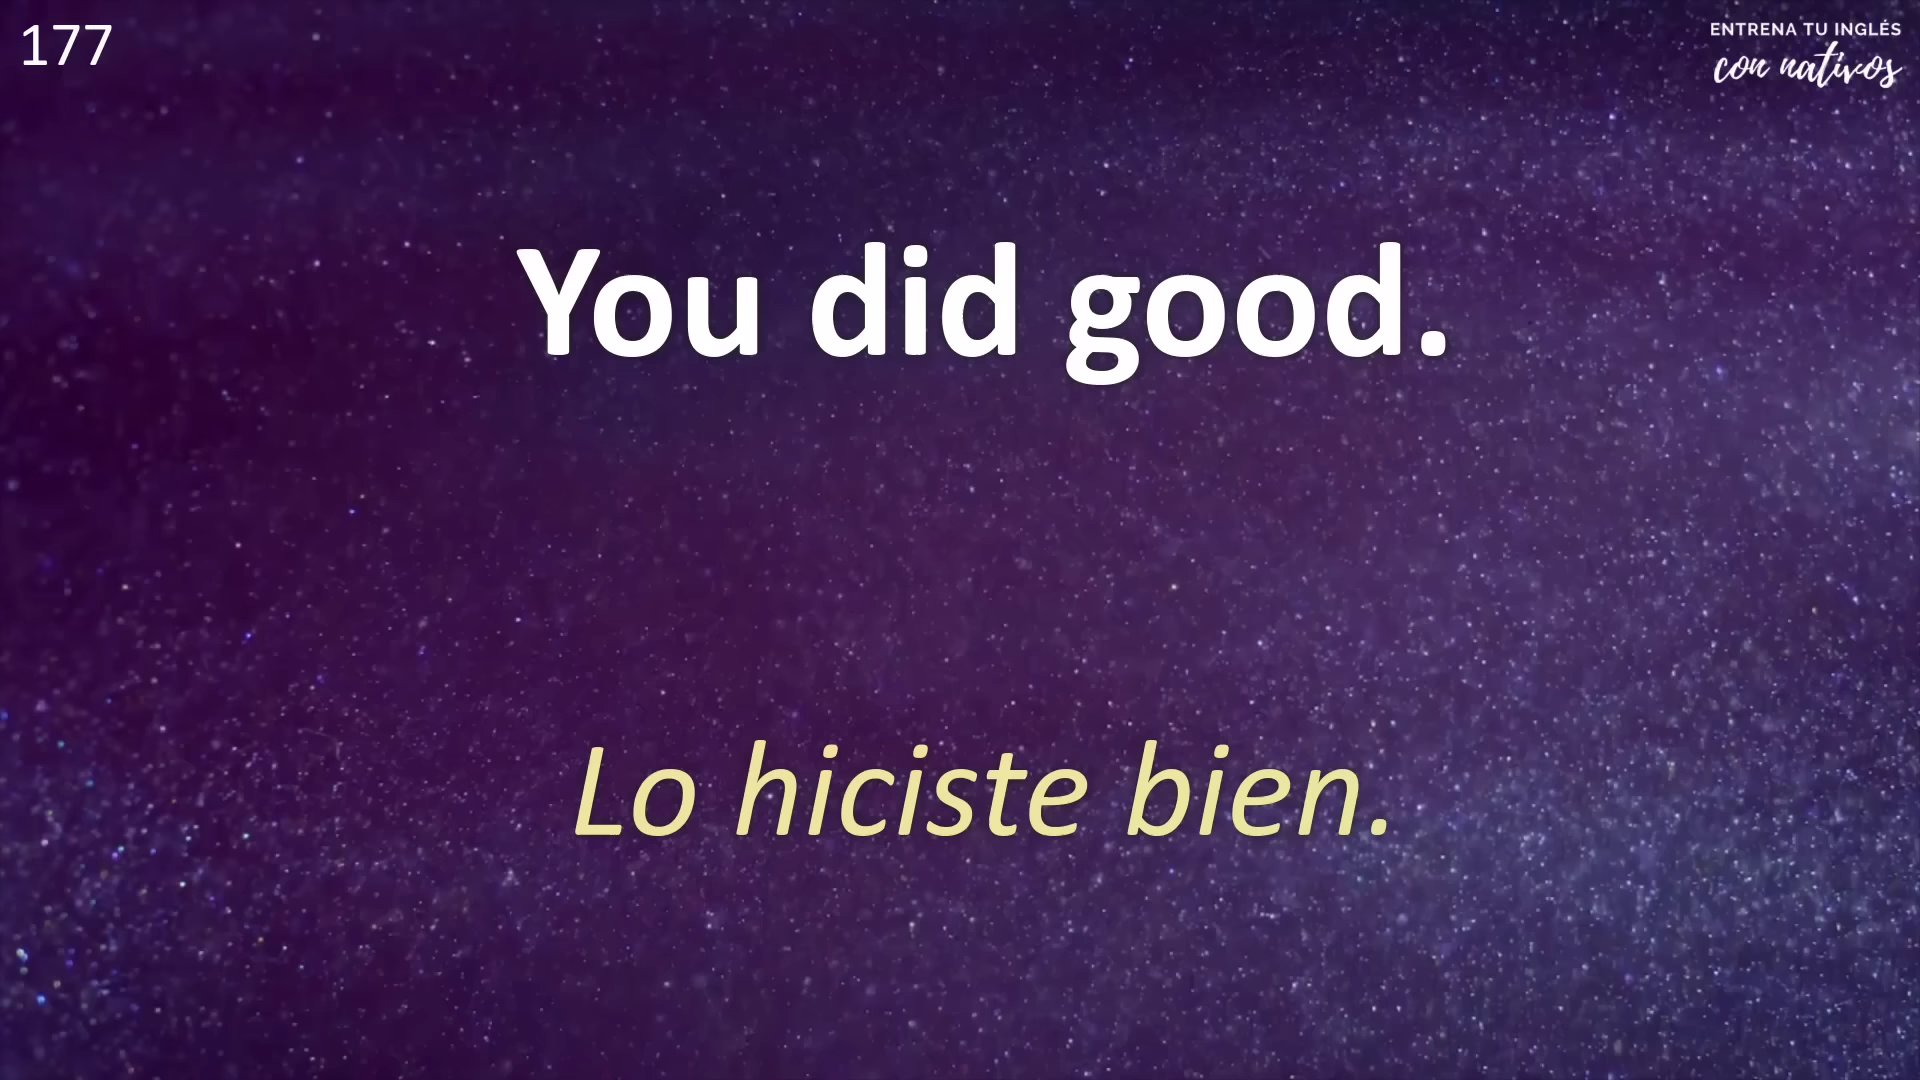 177
ENTRENA TU INGLÉS
con nativos
You did good.
Lo hiciste bien.